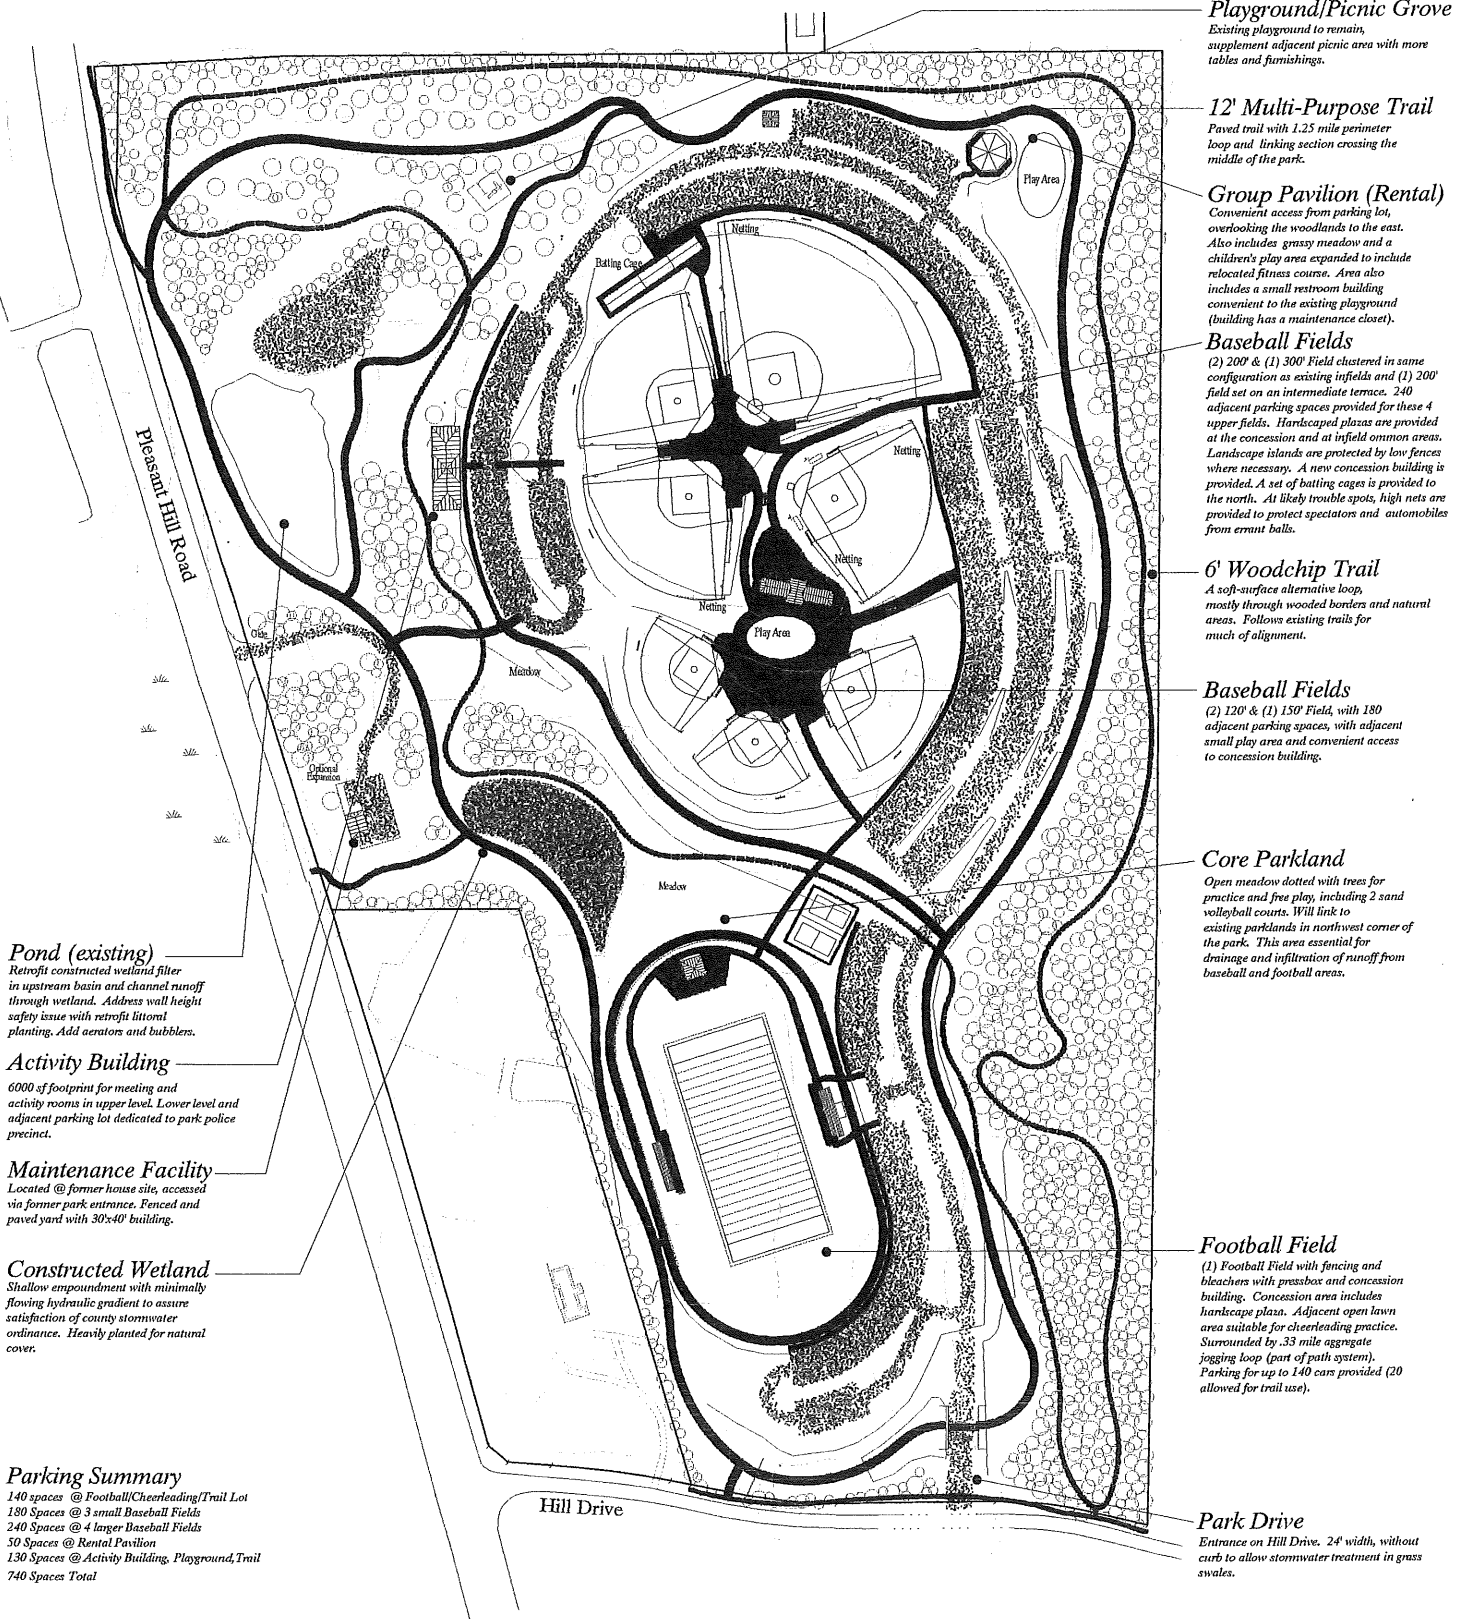 Playground/Picnic Grove
Existing playground to remain,
supplement adjacent picnic area with more
tables and furnishings.
12' Multi-Purpose Trail
Paved trail with 1.25 mile perimeter
loop and linking section crossing the
middle of the park.
Group Pavilion (Rental)
Convenient access from parking lot,
overlooking the woodlands to the east.
Also includes grassy meadow and a
children's play area expanded to include
relocated fitness course. Area also
includes a small restroom building
convenient to the existing playground
(building has a maintenance closet).
Baseball Fields
(2) 200' & (1) 300' Field clustered in same
configuration as existing infields and (1) 200'
field set on an intermediate terrace. 240
adjacent parking spaces provided for these 4
upper fields. Hardscaped plazas are provided
at the concession and at infield ommon areas.
Landscape islands are protected by low fences
where necessary. A new concession building is
provided. A set of batting cages is provided to
the north. At likely trouble spots, high nets are
provided to protect spectators and automobiles
from errant balls.
6' Woodchip Trail
A soft-surface alternative loop,
mostly through wooded borders and natural
areas. Follows existing trails for
much of alignment.
Baseball Fields
(2) 120' & (1) 150' Field, with 180
adjacent parking spaces, with adjacent
small play area and convenient access
to concession building.
Core Parkland
Open meadow dotted with trees for
practice and free play, including 2 sand
volleyball courts. Will link to
existing parklands in northwest corner of
the park. This area essential for
drainage and infiltration of runoff from
baseball and football areas.
Football Field
(1) Football Field with fencing and
bleachers with pressbox and concession
building. Concession area includes
hardscape plaza. Adjacent open lawn
area suitable for cheerleading practice.
Surrounded by .33 mile aggregate
jogging loop (part of path system).
Parking for up to 140 cars provided (20
allowed for trail use).
Park Drive
Entrance on Hill Drive. 24' width, without
curb to allow stormwater treatment in grass
swales.
Play Area
Netting
Batting Cage
Netting
Netting
Netting
Play Area
Gate
Meadow
Optional
Expansion
Meadow
Pleasant Hill Road
Hill Drive
Pond (existing)
Retrofit constructed wetland filter
in upstream basin and channel runoff
through wetland. Address wall height
safety issue with retrofit littoral
planting. Add aerators and bubblers.
Activity Building
6000 sf footprint for meeting and
activity rooms in upper level. Lower level and
adjacent parking lot dedicated to park police
precinct.
Maintenance Facility
Located @ former house site, accessed
via former park entrance. Fenced and
paved yard with 30'x40' building.
Constructed Wetland
Shallow empoundment with minimally
flowing hydraulic gradient to assure
satisfaction of county stormwater
ordinance. Heavily planted for natural
cover.
Parking Summary
140 spaces @ Football/Cheerleading/Trail Lot
180 Spaces @ 3 small Baseball Fields
240 Spaces @ 4 larger Baseball Fields
50 Spaces @ Rental Pavilion
130 Spaces @ Activity Building, Playground, Trail
740 Spaces Total